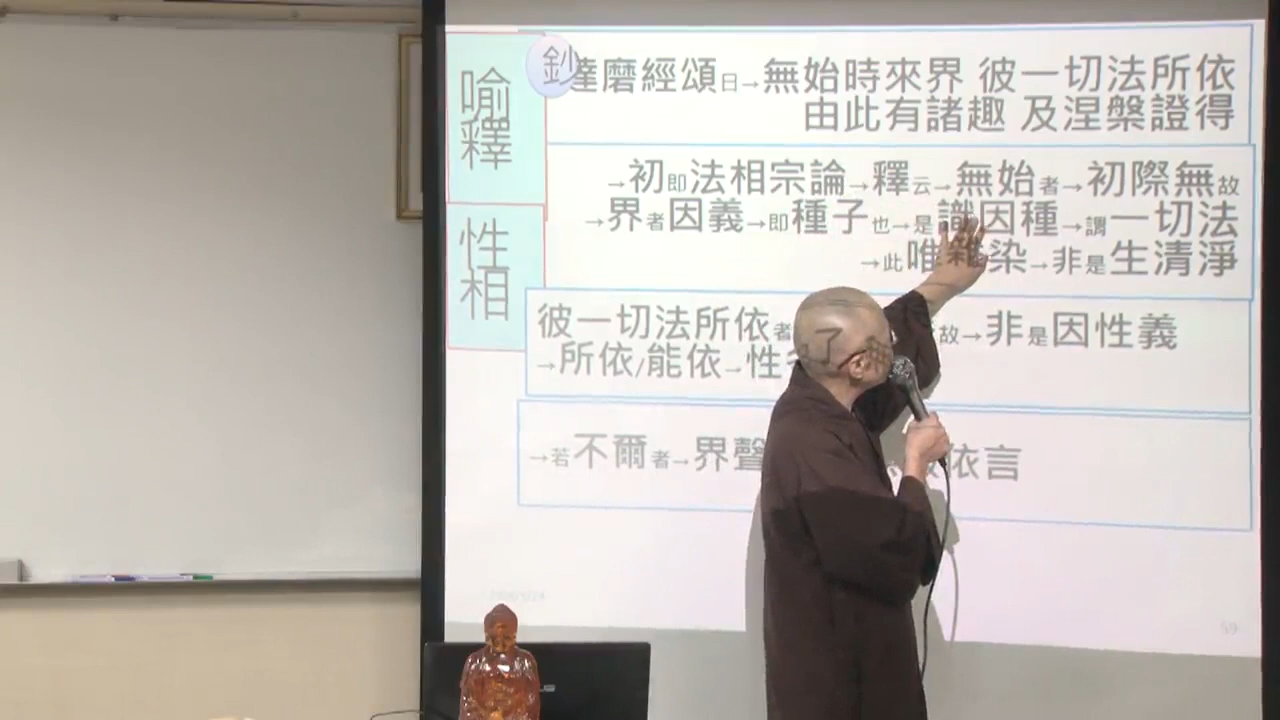 喻釋
性相
鈔
達磨經頌曰→無始時來界 彼一切法所依
由此有諸趣 及涅槃證得
→初即法相宗論→釋云→無始者→初際無故
→界者因義→即種子也→是識因種→謂一切法
→此唯雜染→非是生清淨
彼一切法所依者 故→非是因性義
→所依/能依→性
→若不爾者→界聲 依言
59